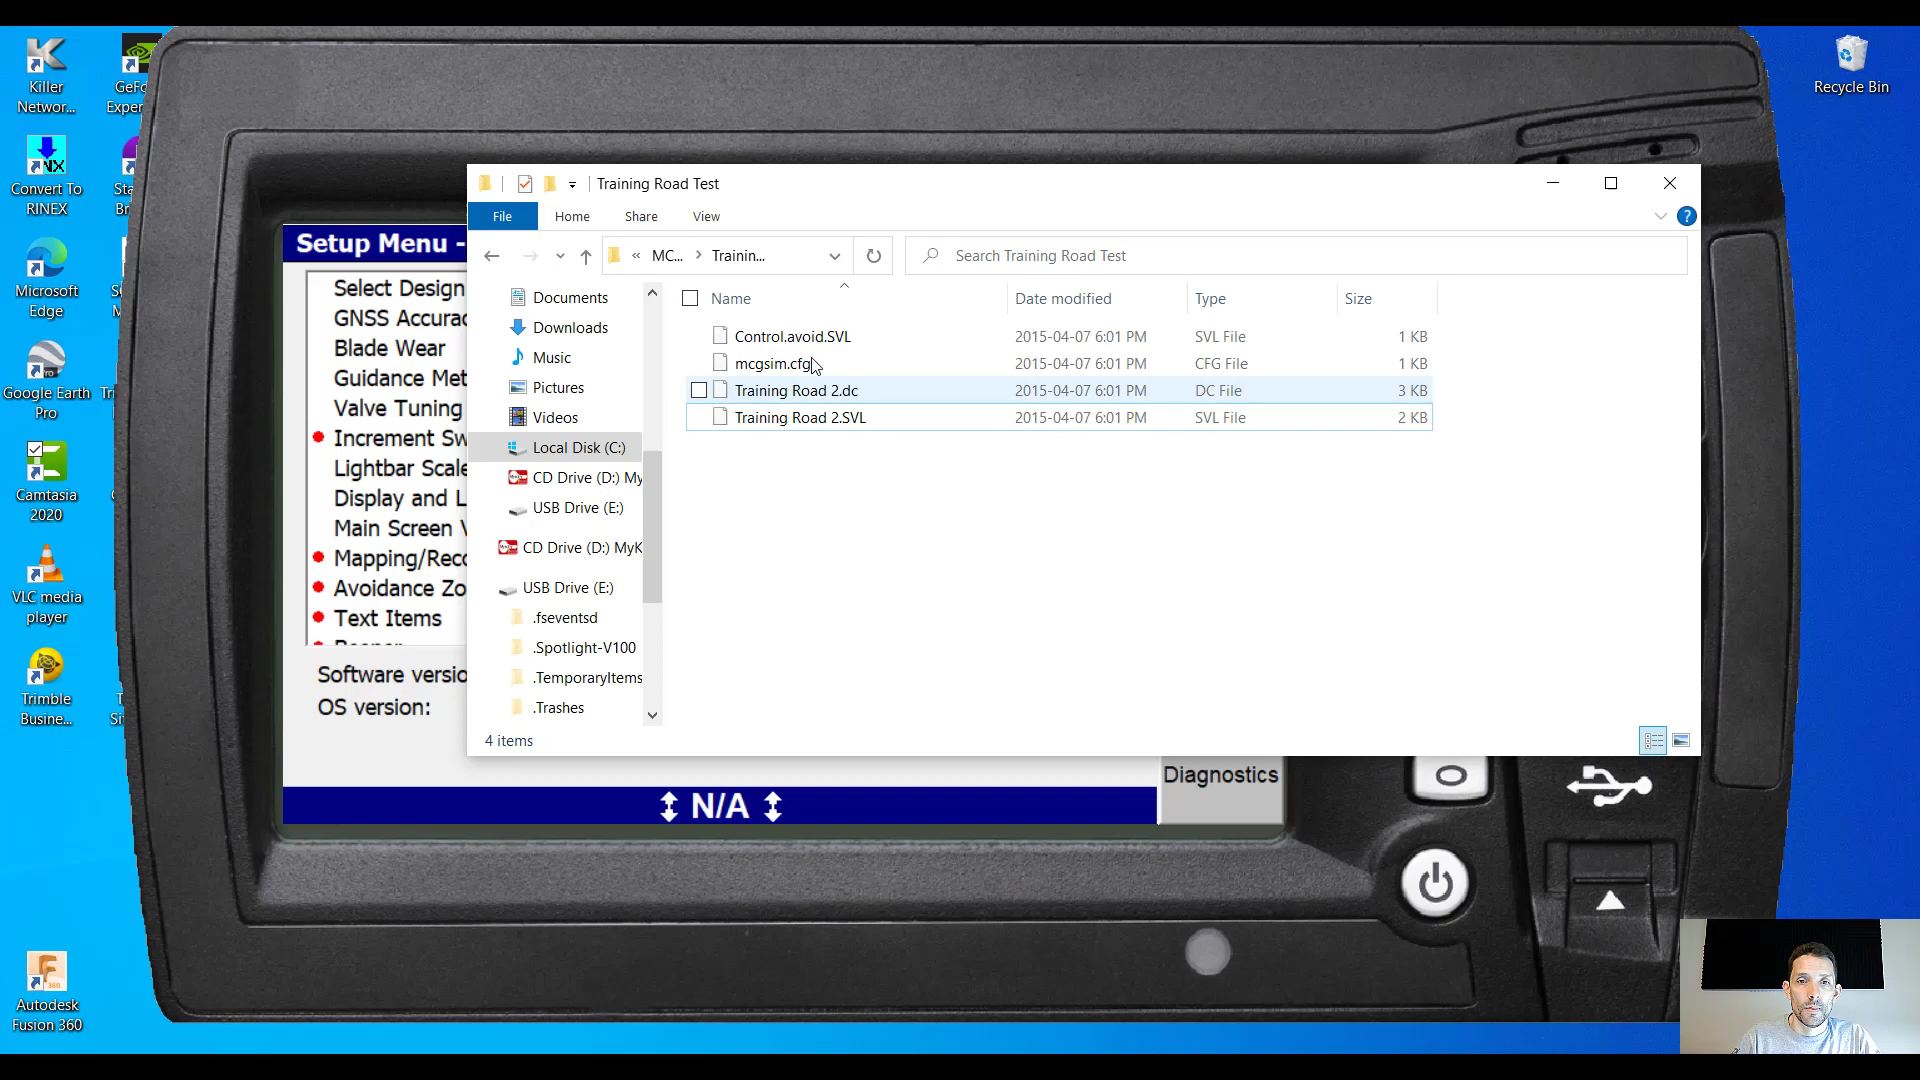 Killer
Networ...
GeFo
Exper
Convert To
RINEX
Sta
Br
Microsoft
Edge
Google Earth
Pro
Camtasia
2020
VLC media
player
Trimble
Busine...
Autodesk
Fusion 360
Recycle Bin
Setup Menu -
Select Design
GNSS Accurac
Blade Wear
Guidance Met
Valve Tuning
Increment Sw
Lightbar Scale
Display and L
Main Screen V
Mapping/Reco
Avoidance Zo
Text Items
Software versio
OS version:
N/A
Diagnostics
Training Road Test
File Home Share View
« MC... Trainin...
Search Training Road Test
Documents
Downloads
Music
Pictures
Videos
Local Disk (C:)
CD Drive (D:) My
USB Drive (E:)
CD Drive (D:) MyK
USB Drive (E:)
.fseventsd
.Spotlight-V100
.TemporaryItems
.Trashes
Name Date modified Type Size
Control.avoid.SVL 2015-04-07 6:01 PM SVL File 1 KB
mcgsim.cfg 2015-04-07 6:01 PM CFG File 1 KB
Training Road 2.dc 2015-04-07 6:01 PM DC File 3 KB
Training Road 2.SVL 2015-04-07 6:01 PM SVL File 2 KB
4 items